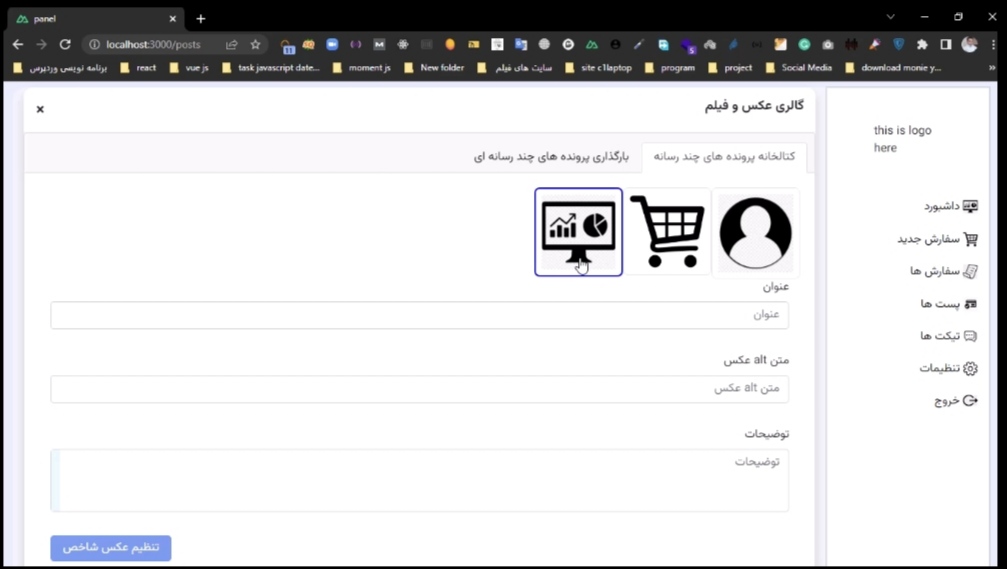 panel
localhost:3000/posts
11
5
برنامه نویسی وردپرس
react
vue js
task javascript date...
moment js
New folder
سایت های فیلم
site c1laptop
program
project
Social Media
download monie y...
گالری عکس و فیلم
کتالخانه پرونده های چند رسانه
بارگذاری پرونده های چند رسانه ای
عنوان
عنوان
متن alt عکس
متن alt عکس
توضیحات
توضیحات
تنظیم عکس شاخص
this is logo
here
داشبورد
سفارش جدید
سفارش ها
پست ها
تیکت ها
تنظیمات
خروج